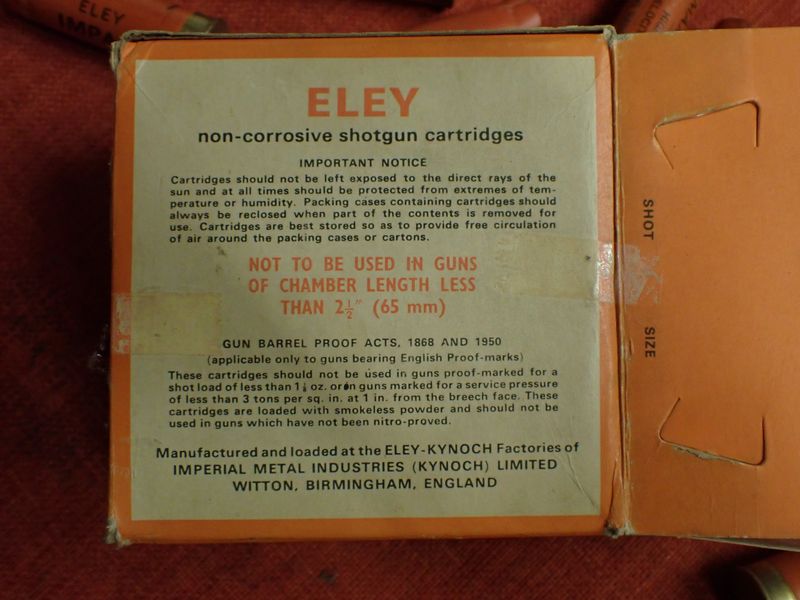 ELEY
ELEY
non-corrosive shotgun cartridges
IMPORTANT NOTICE
Cartridges should not be left exposed to the direct rays of the
sun and at all times should be protected from extremes of tem-
perature or humidity. Packing cases containing cartridges should
always be reclosed when part of the contents is removed for
use. Cartridges are best stored so as to provide free circulation
of air around the packing cases or cartons.
NOT TO BE USED IN GUNS
OF CHAMBER LENGTH LESS
THAN 2½" (65 mm)
GUN BARREL PROOF ACTS, 1868 AND 1950
(applicable only to guns bearing English Proof-marks)
These cartridges should not be used in guns proof-marked for a
shot load of less than 1⅛ oz. or in guns marked for a service pressure
of less than 3 tons per sq. in. at 1 in. from the breech face. These
cartridges are loaded with smokeless powder and should not be
used in guns which have not been nitro-proved.
Manufactured and loaded at the ELEY-KYNOCH Factories of
IMPERIAL METAL INDUSTRIES (KYNOCH) LIMITED
WITTON, BIRMINGHAM, ENGLAND
SHOT SIZE